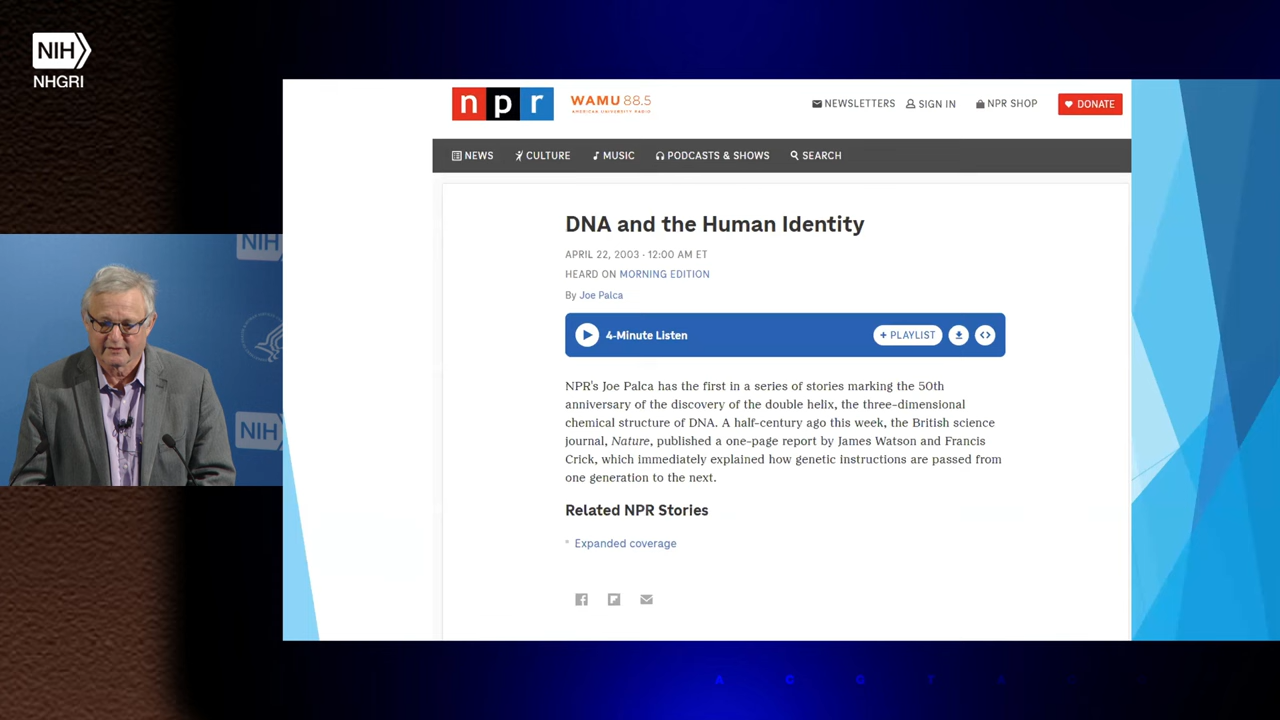 NIH
NHGRI
npr
WAMU 88.5
AMERICAN UNIVERSITY RADIO
NEWSLETTERS
SIGN IN
NPR SHOP
DONATE
NEWS
CULTURE
MUSIC
PODCASTS & SHOWS
SEARCH
DNA and the Human Identity
APRIL 22, 2003 · 12:00 AM ET
HEARD ON MORNING EDITION
By Joe Palca
4-Minute Listen
+ PLAYLIST
NPR's Joe Palca has the first in a series of stories marking the 50th
anniversary of the discovery of the double helix, the three-dimensional
chemical structure of DNA. A half-century ago this week, the British science
journal, Nature, published a one-page report by James Watson and Francis
Crick, which immediately explained how genetic instructions are passed from
one generation to the next.
Related NPR Stories
Expanded coverage
NIH
NIH
A C G T